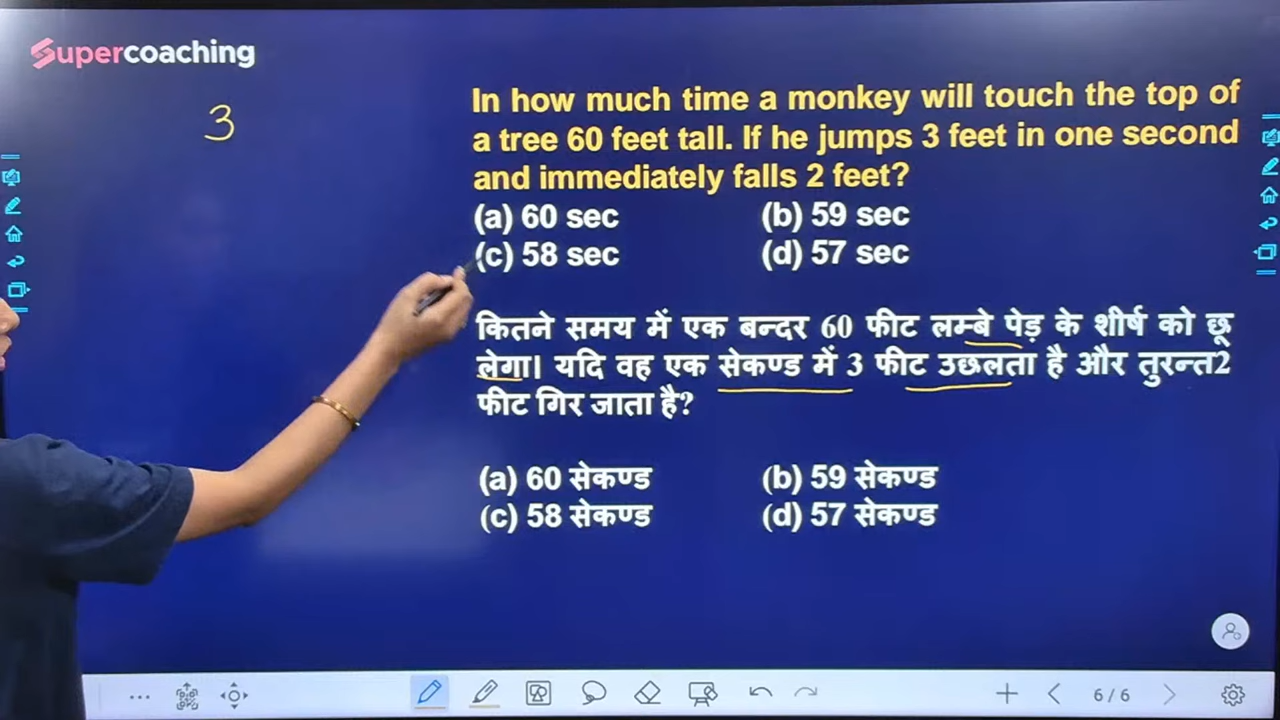 Supercoaching
3
In how much time a monkey will touch the top of
a tree 60 feet tall. If he jumps 3 feet in one second
and immediately falls 2 feet?
(a) 60 sec (b) 59 sec
(c) 58 sec (d) 57 sec
कितने समय में एक बन्दर 60 फीट लम्बे पेड़ के शीर्ष को छू
लेगा। यदि वह एक सेकण्ड में 3 फीट उछलता है और तुरन्त2
फीट गिर जाता है?
(a) 60 सेकण्ड (b) 59 सेकण्ड
(c) 58 सेकण्ड (d) 57 सेकण्ड
6 / 6